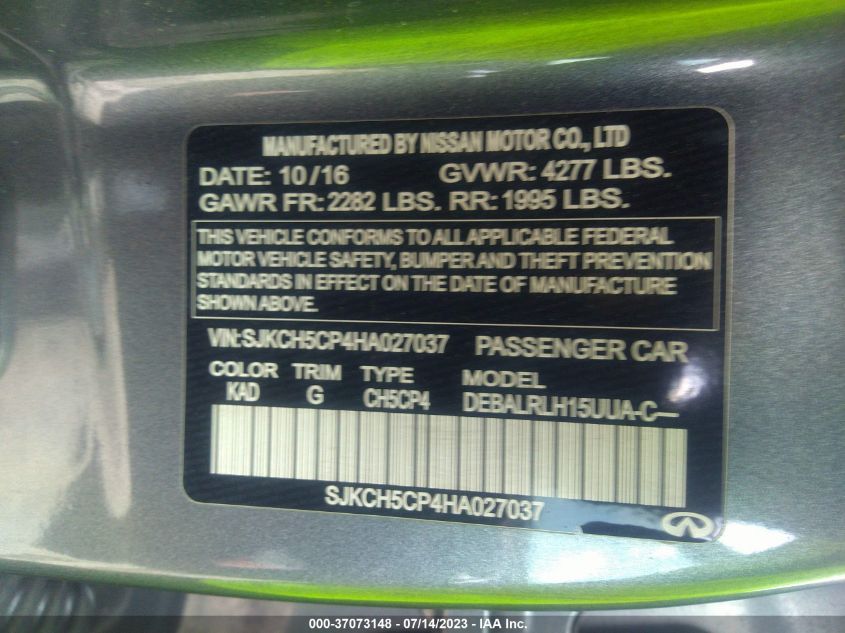 MANUFACTURED BY NISSAN MOTOR CO., LTD
DATE: 10/16 GVWR: 4277 LBS.
GAWR FR: 2282 LBS. RR: 1995 LBS.
THIS VEHICLE CONFORMS TO ALL APPLICABLE FEDERAL
MOTOR VEHICLE SAFETY, BUMPER AND THEFT PREVENTION
STANDARDS IN EFFECT ON THE DATE OF MANUFACTURE
SHOWN ABOVE.
VIN:SJKCH5CP4HA027037 PASSENGER CAR
COLOR TRIM TYPE MODEL
KAD G CH5CP4 DEBALRLH15UUA-C—
SJKCH5CP4HA027037
000-37073148 - 07/14/2023 - IAA Inc.